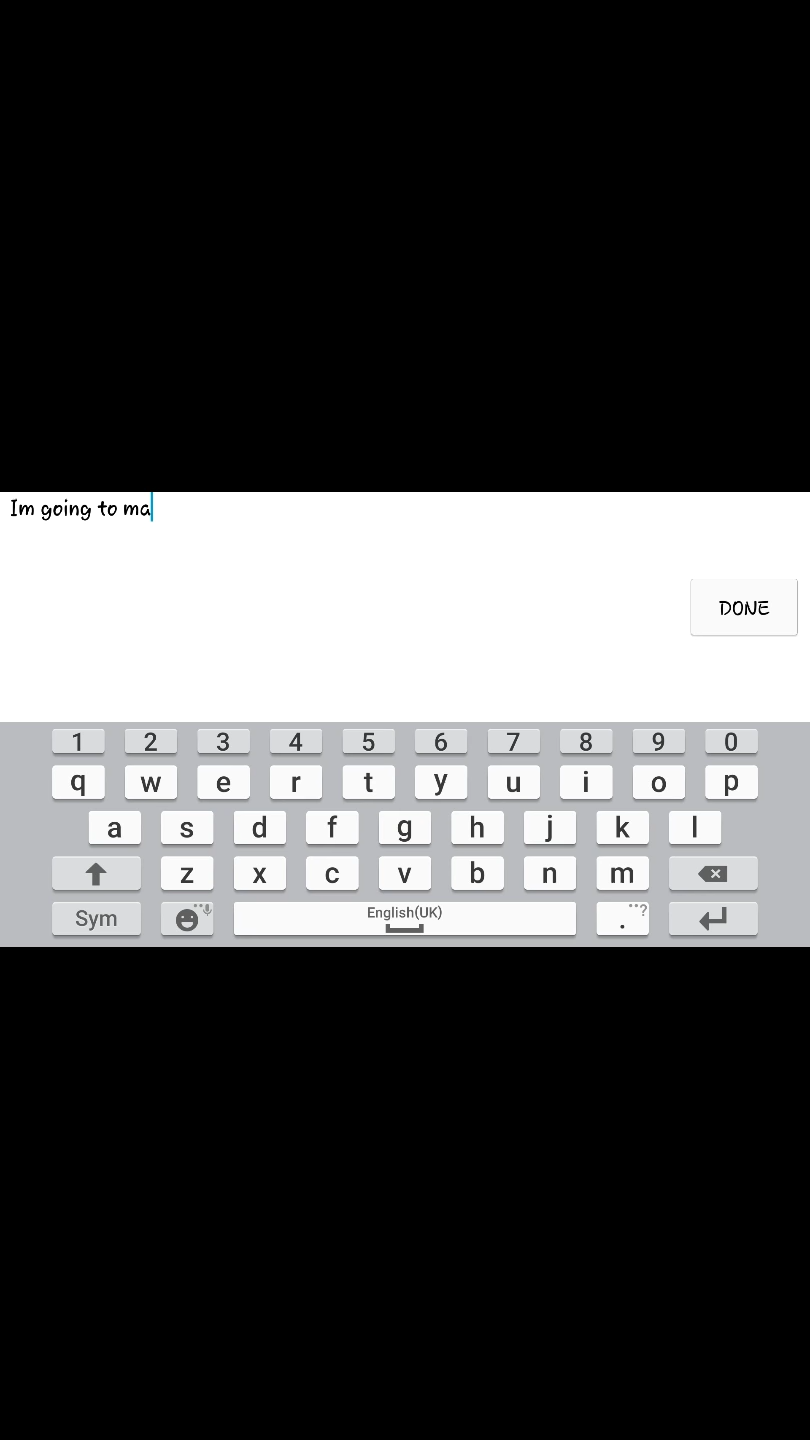 Im going to ma
DONE
1 2 3 4 5 6 7 8 9 0
q w e r t y u i o p
a s d f g h j k l
z x c v b n m
Sym English(UK) . ?